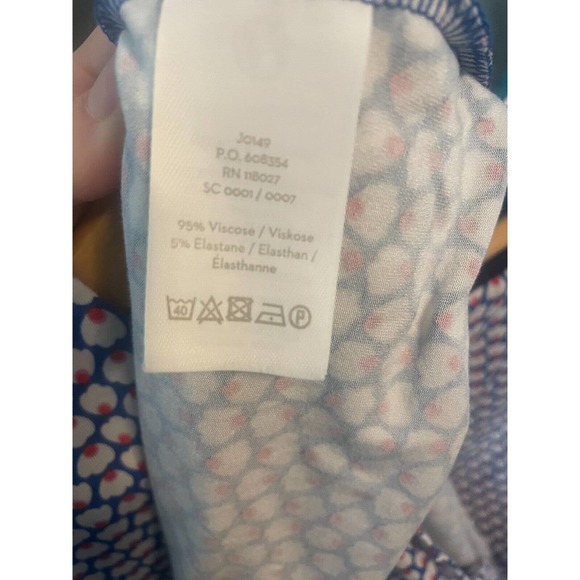 J0149
P.O. 608354
RN 118027
SC 0001 / 0007
95% Viscose / Viskose
5% Elastane / Elasthan /
Élasthanne
40 P